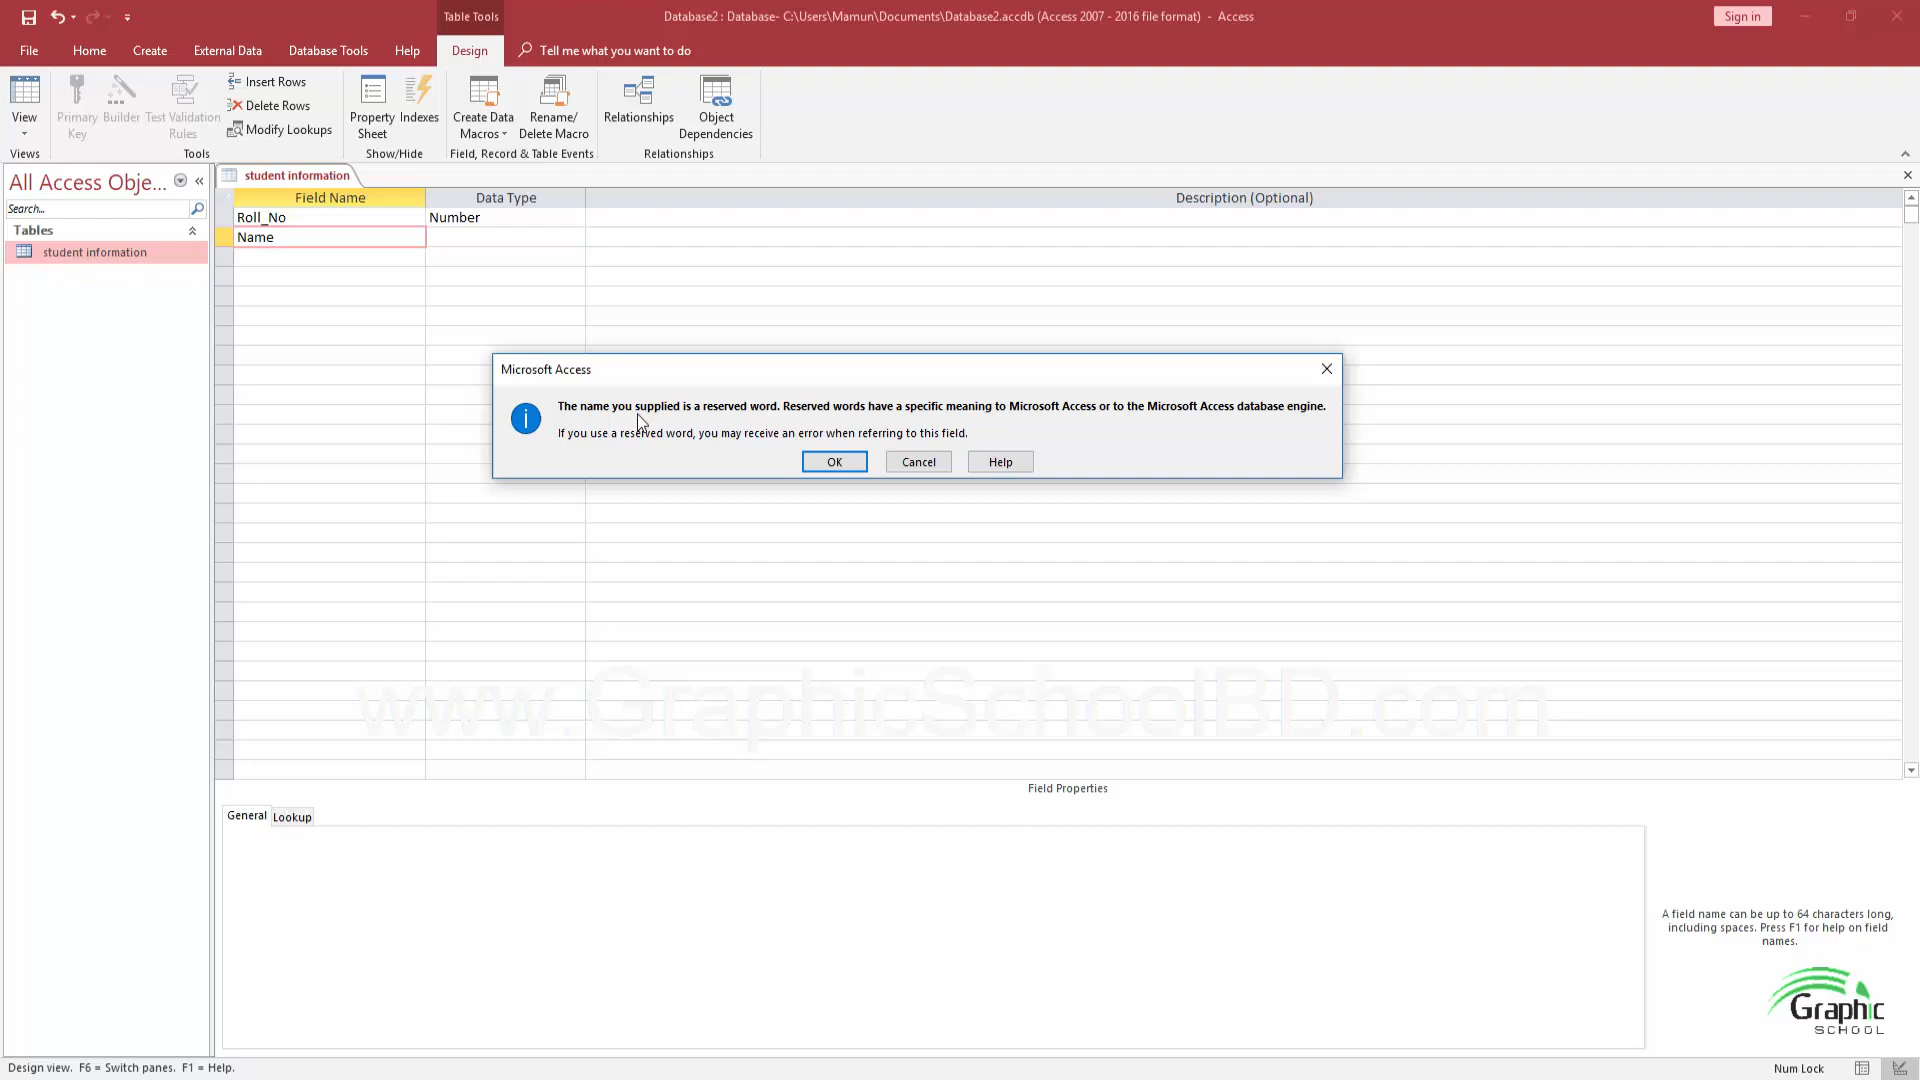 Table Tools
Database2 : Database- C:\Users\Mamun\Documents\Database2.accdb (Access 2007 - 2016 file format) - Access
Sign in
File
Home
Create
External Data
Database Tools
Help
Design
Tell me what you want to do
View
Primary
Key
Builder
Test Validation
Rules
Insert Rows
Delete Rows
Modify Lookups
Property
Sheet
Indexes
Create Data
Macros
Rename/
Delete Macro
Relationships
Object
Dependencies
Views
Tools
Show/Hide
Field, Record & Table Events
Relationships
All Access Obje...
Search...
Tables
student information
student information
Field Name
Data Type
Description (Optional)
Roll_No
Number
Name
Microsoft Access
The name you supplied is a reserved word. Reserved words have a specific meaning to Microsoft Access or to the Microsoft Access database engine.
If you use a reserved word, you may receive an error when referring to this field.
OK
Cancel
Help
www.GraphicSchoolBD.com
Field Properties
General
Lookup
A field name can be up to 64 characters long,
including spaces. Press F1 for help on field
names.
Graphic
SCHOOL
Design view. F6 = Switch panes. F1 = Help.
Num Lock